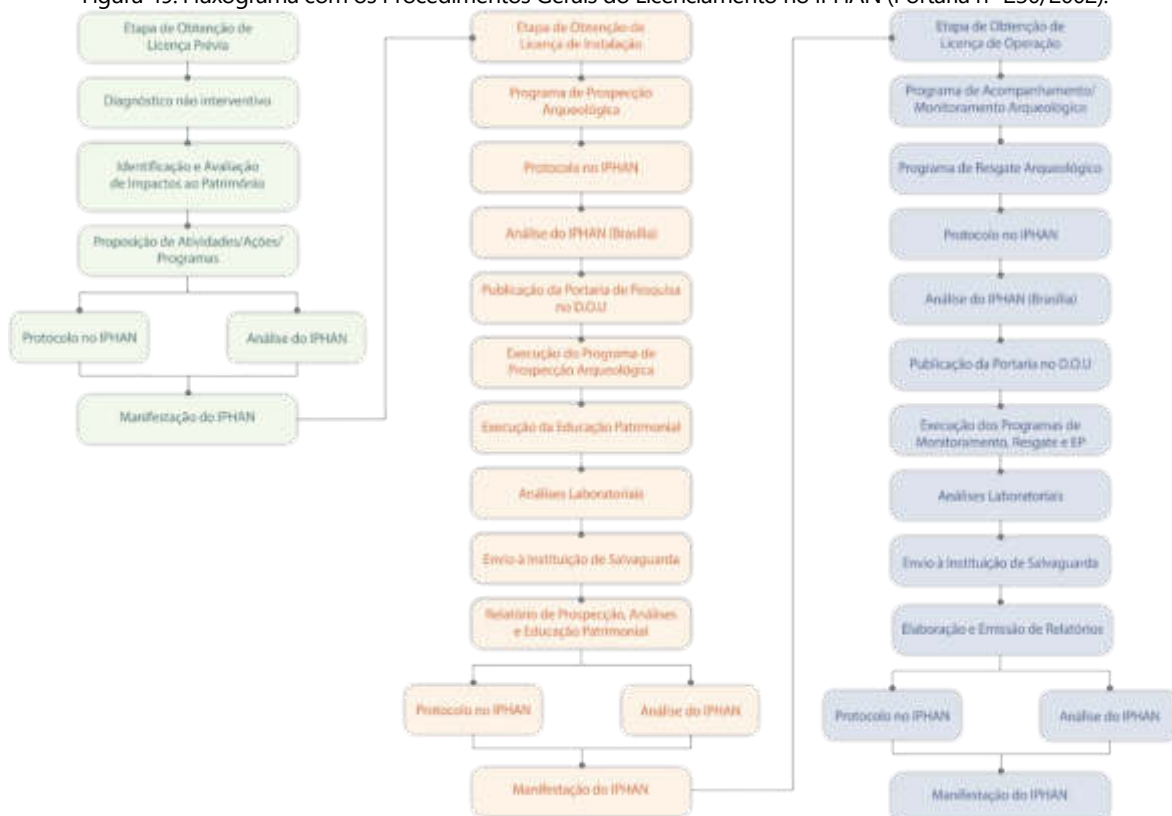 Figura 49. Fluxograma com os Procedimentos Gerais do Licenciamento no IPHAN (Portaria nº 230/2002).
Etapa de Obtenção de
Licença Prévia
Diagnóstico não interventivo
Identificação e Avaliação
de Impactos ao Patrimônio
Proposição de Atividades/Ações/
Programas
Protocolo no IPHAN
Análise do IPHAN
Manifestação do IPHAN
Etapa de Obtenção de
Licença de Instalação
Programa de Prospecção
Arqueológica
Protocolo no IPHAN
Análise do IPHAN (Brasília)
Publicação da Portaria de Pesquisa
no D.O.U
Execução do Programa de
Prospecção Arqueológica
Execução da Educação Patrimonial
Análises Laboratoriais
Envio à Instituição de Salvaguarda
Relatório de Prospecção, Análises
e Educação Patrimonial
Protocolo no IPHAN
Análise do IPHAN
Manifestação do IPHAN
Etapa de Obtenção de
Licença de Operação
Programa de Acompanhamento/
Monitoramento Arqueológico
Programa de Resgate Arqueológico
Protocolo no IPHAN
Análise do IPHAN (Brasília)
Publicação da Portaria no D.O.U
Execução dos Programas de
Monitoramento, Resgate e EP
Análises Laboratoriais
Envio à Instituição de Salvaguarda
Elaboração e Emissão de Relatórios
Protocolo no IPHAN
Análise do IPHAN
Manifestação do IPHAN